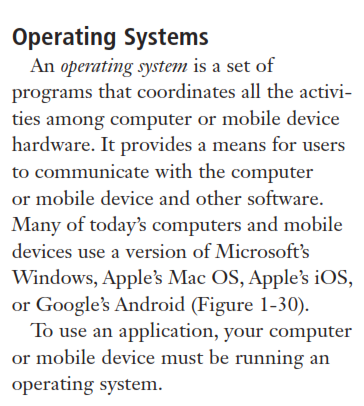 Operating Systems
An operating system is a set of
programs that coordinates all the activi-
ties among computer or mobile device
hardware. It provides a means for users
to communicate with the computer
or mobile device and other software.
Many of today's computers and mobile
devices use a version of Microsoft's
Windows, Apple's Mac OS, Apple's iOS,
or Google's Android (Figure 1-30).
To use an application, your computer
or mobile device must be running an
operating system.